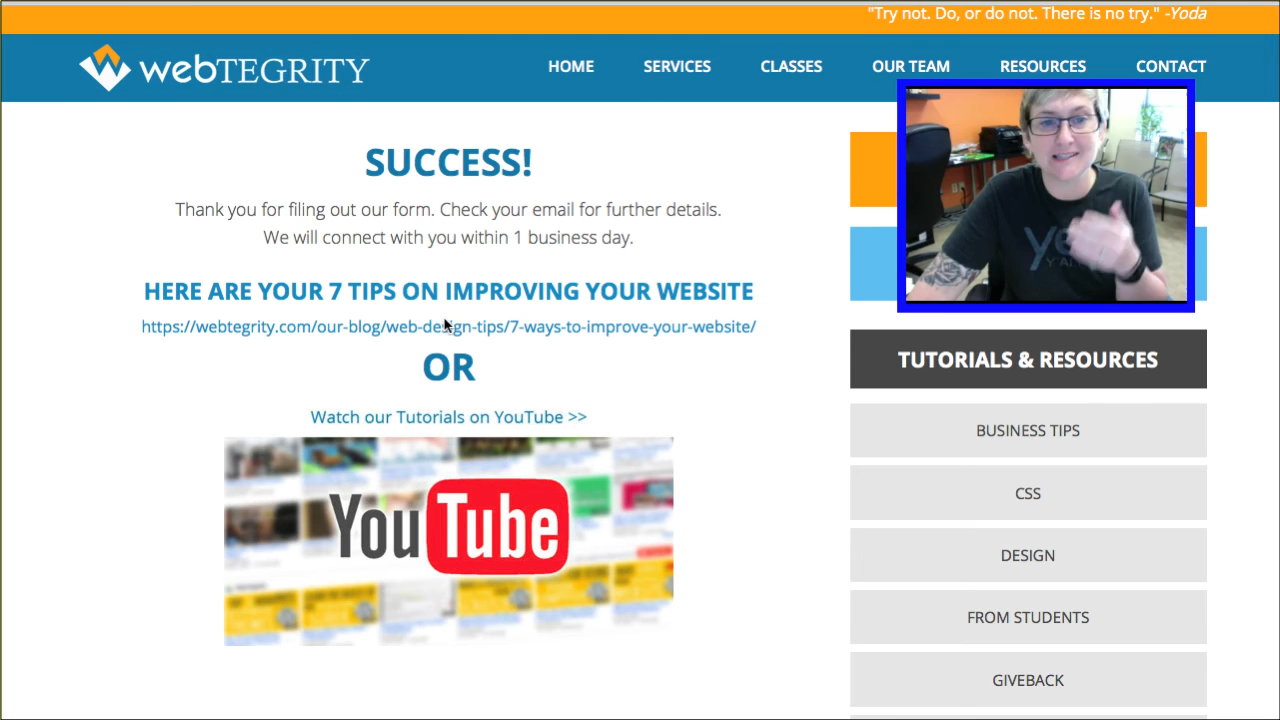 "Try not. Do, or do not. There is no try." -Yoda
webTEGRITY
HOME SERVICES CLASSES OUR TEAM RESOURCES CONTACT
SUCCESS!
Thank you for filing out our form. Check your email for further details.
We will connect with you within 1 business day.
HERE ARE YOUR 7 TIPS ON IMPROVING YOUR WEBSITE
https://webtegrity.com/our-blog/web-design-tips/7-ways-to-improve-your-website/
OR
Watch our Tutorials on YouTube >>
YouTube
TUTORIALS & RESOURCES
BUSINESS TIPS
CSS
DESIGN
FROM STUDENTS
GIVEBACK